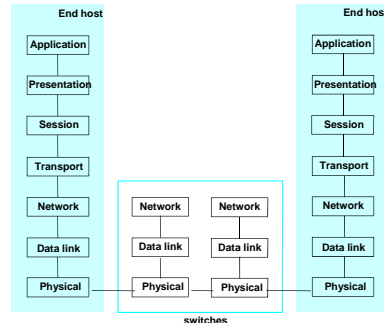 End host
End hos
Application
Application
Presentation
Presentation
Session
Session
Transport
Transport
Network
Network
Network
Network
Data link
Data link
Data link
Data link
Physical
Physical
Physical
Physical
switches